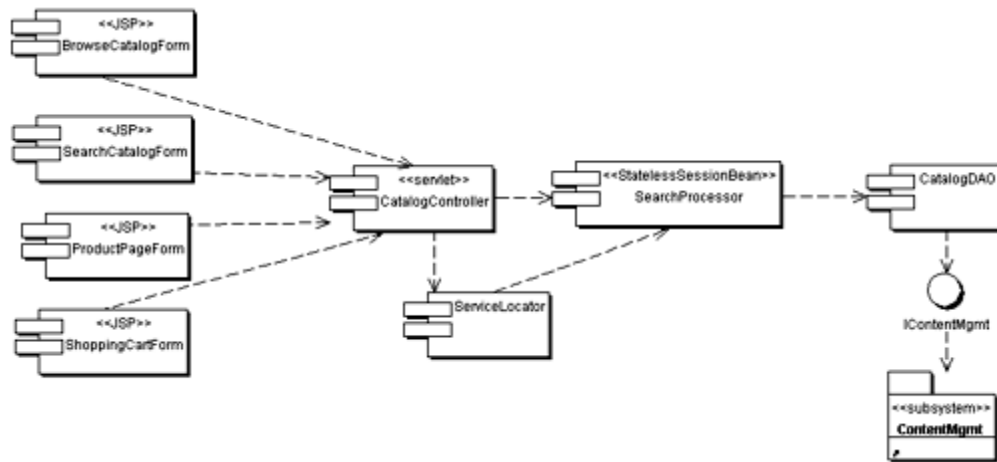 <<JSP>>
BrowseCatalogForm
<<JSP>>
SearchCatalogForm
<<JSP>>
ProductPageForm
<<JSP>>
ShoppingCartForm
<<servlet>>
CatalogController
ServiceLocator
<<StatelessSessionBean>>
SearchProcessor
CatalogDAO
IContentMgmt
<<subsystem>>
ContentMgmt